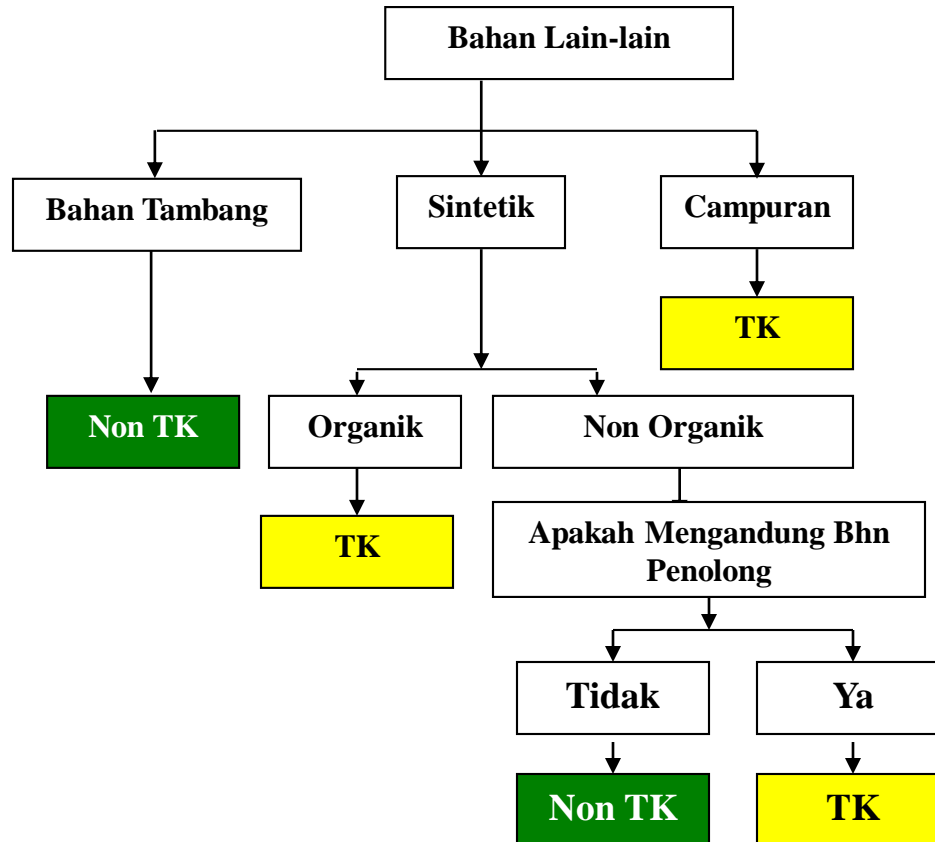 Bahan Lain-lain
Bahan Tambang
Sintetik
Campuran
TK
Non TK
Organik
Non Organik
TK
Apakah Mengandung Bhn
Penolong
Tidak
Ya
Non TK
TK